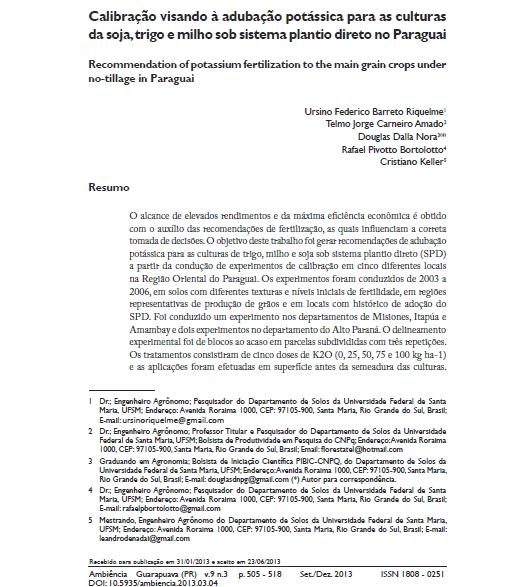 Calibração visando à adubação potássica para as culturas
da soja, trigo e milho sob sistema plantio direto no Paraguai
Recommendation of potassium fertilization to the main grain crops under
no-tillage in Paraguai
Ursino Federico Barreto Riquelme1
Telmo Jorge Carneiro Amado2
Douglas Dalla Nora3(*)
Rafael Pivotto Bortolotto4
Cristiano Keller5
Resumo
O alcance de elevados rendimentos e da máxima eficiência econômica é obtido
com o auxílio das recomendações de fertilização, as quais influenciam a correta
tomada de decisões. O objetivo deste trabalho foi gerar recomendações de adubação
potássica para as culturas de trigo, milho e soja sob sistema plantio direto (SPD)
a partir da condução de experimentos de calibração em cinco diferentes locais
na Região Oriental do Paraguai. Os experimentos foram conduzidos de 2003 a
2006, em solos com diferentes texturas e níveis iniciais de fertilidade, em regiões
representativas de produção de grãos e em locais com histórico de adoção do
SPD. Foi conduzido um experimento nos departamentos de Misiones, Itapúa e
Amambay e dois experimentos no departamento do Alto Paraná. O delineamento
experimental foi de blocos ao acaso em parcelas subdivididas com três repetições.
Os tratamentos consistiram de cinco doses de K2O (0, 25, 50, 75 e 100 kg ha-1)
e as aplicações foram efetuadas em superfície antes da semeadura das culturas.
1 Dr.; Engenheiro Agrônomo; Pesquisador do Departamento de Solos da Universidade Federal de Santa
Maria, UFSM; Endereço: Avenida Roraima 1000, CEP: 97105-900, Santa Maria, Rio Grande do Sul, Brasil;
E-mail: ursinoriquelme@gmail.com
2 Dr.; Engenheiro Agrônomo; Professor Titular e Pesquisador do Departamento de Solos da Universidade
Federal de Santa Maria, UFSM; Bolsista de Produtividade em Pesquisa do CNPq; Endereço: Avenida Roraima
1000, CEP: 97105-900, Santa Maria, Rio Grande do Sul, Brasil; Email: florestatel@hotmail.com
3 Graduando em Agronomia; Bolsista de Iniciação Científica PIBIC-CNPQ, do Departamento de Solos da
Universidade Federal de Santa Maria, UFSM; Endereço: Avenida Roraima 1000, CEP: 97105-900, Santa Maria,
Rio Grande do Sul, Brasil; E-mail: douglasdnpg@gmail.com (*) Autor para correspondência.
4 Dr.; Engenheiro Agrônomo; Pesquisador do Departamento de Solos da Universidade Federal de Santa
Maria, UFSM; Endereço: Avenida Roraima 1000, CEP: 97105-900, Santa Maria, Rio Grande do Sul, Brasil;
E-mail: rafaelpbortolotto@gmail.com
5 Mestrando, Engenheiro Agrônomo do Departamento de Solos da Universidade Federal de Santa Maria,
UFSM; Endereço: Avenida Roraima 1000, CEP: 97105-900, Santa Maria, Rio Grande do Sul, Brasil; E-mail:
leandrodenadai@gmail.com
Recebido para publicação em 31/01/2013 e aceito em 23/06/2013
Ambiência Guarapuava (PR) v.9 n.3 p. 505 - 518 Set./Dez. 2013 ISSN 1808 - 0251
DOI:10.5935/ambiencia.2013.03.04